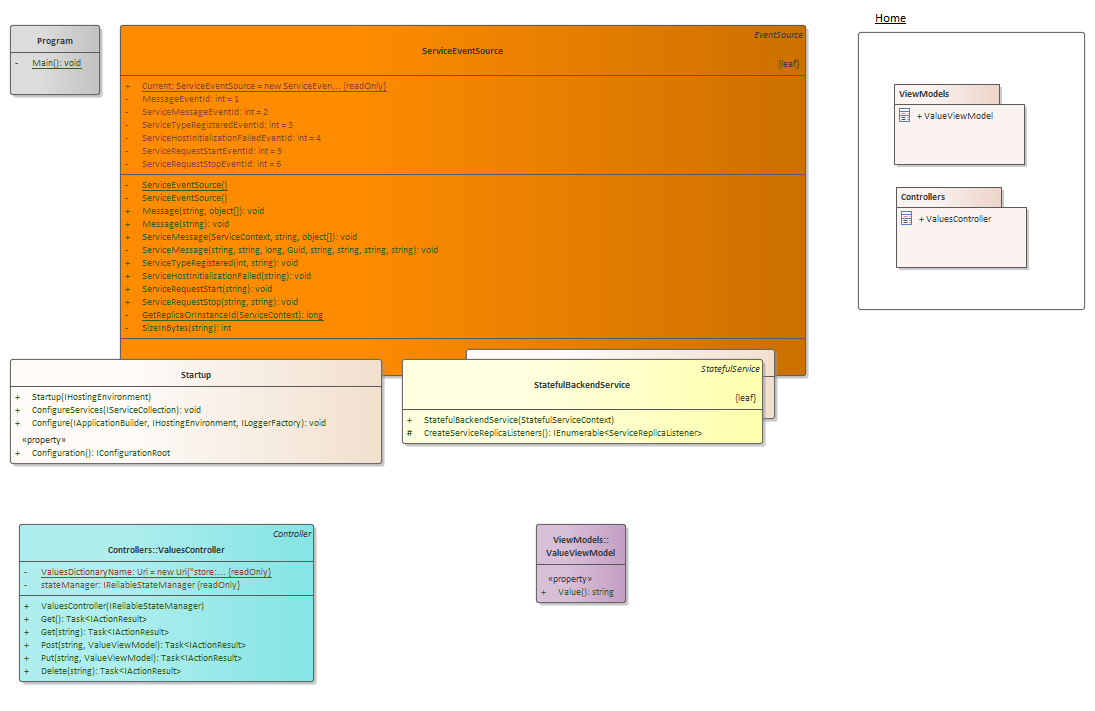 Home
Program
- Main(): void
EventSource
ServiceEventSource
{leaf}
+ Current: ServiceEventSource = new ServiceEven... {readOnly}
- MessageEventId: int = 1
- ServiceMessageEventId: int = 2
- ServiceTypeRegisteredEventId: int = 3
- ServiceHostInitializationFailedEventId: int = 4
- ServiceRequestStartEventId: int = 5
- ServiceRequestStopEventId: int = 6
- ServiceEventSource()
- ServiceEventSource()
+ Message(string, object[]): void
+ Message(string): void
+ ServiceMessage(ServiceContext, string, object[]): void
- ServiceMessage(string, string, long, Guid, string, string, string, string): void
+ ServiceTypeRegistered(int, string): void
+ ServiceHostInitializationFailed(string): void
+ ServiceRequestStart(string): void
+ ServiceRequestStop(string, string): void
- GetReplicaOrInstanceId(ServiceContext): long
- SizeInBytes(string): int
ViewModels
+ ValueViewModel
Controllers
+ ValuesController
Startup
+ Startup(IHostingEnvironment)
+ ConfigureServices(IServiceCollection): void
+ Configure(IApplicationBuilder, IHostingEnvironment, ILoggerFactory): void
«property»
+ Configuration(): IConfigurationRoot
StatefulService
StatefulBackendService
{leaf}
+ StatefulBackendService(StatefulServiceContext)
# CreateServiceReplicaListeners(): IEnumerable<ServiceReplicaListener>
Controller
Controllers::ValuesController
- ValuesDictionaryName: Uri = new Uri("store:... {readOnly}
- stateManager: IReliableStateManager {readOnly}
+ ValuesController(IReliableStateManager)
+ Get(): Task<IActionResult>
+ Get(string): Task<IActionResult>
+ Post(string, ValueViewModel): Task<IActionResult>
+ Put(string, ValueViewModel): Task<IActionResult>
+ Delete(string): Task<IActionResult>
ViewModels::
ValueViewModel
«property»
+ Value(): string